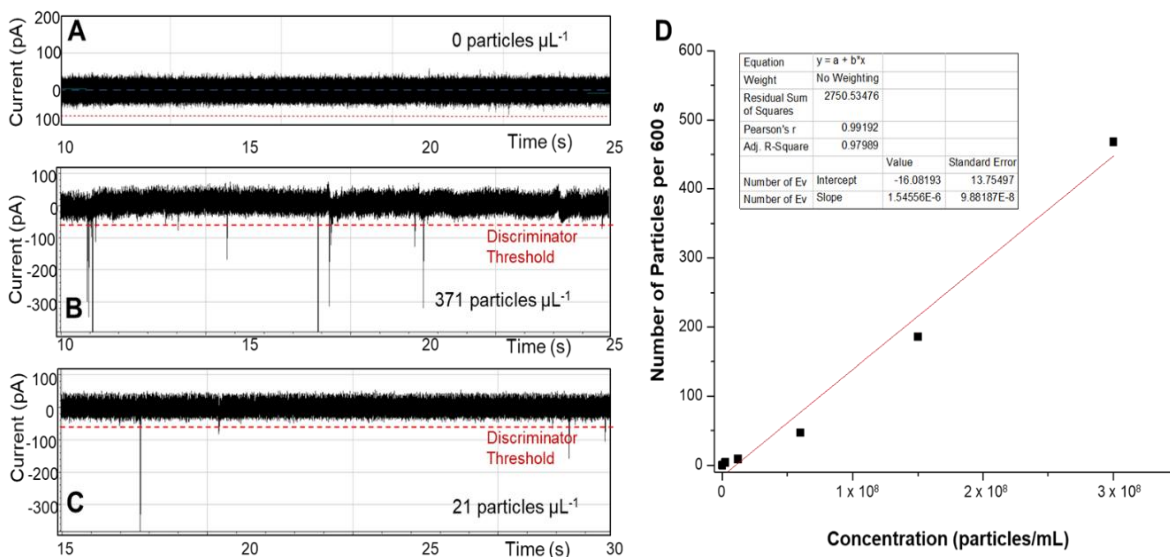 A
Current (pA)
200
100
0
100
0 particles µL⁻¹
Time (s)
10
15
20
25
B
Current (pA)
100
0
-100
-200
-300
Discriminator
Threshold
371 particles µL⁻¹
10
15
20
25
Time (s)
C
Current (pA)
100
0
-100
-200
-300
Discriminator
Threshold
21 particles µL⁻¹
15
20
25
30
Time (s)
D
Number of Particles per 600 s
600
500
400
300
200
100
0
Equation y = a + b*x
Weight No Weighting
Residual Sum of Squares 2750.53476
Pearson's r 0.99192
Adj. R-Square 0.97989
Value Standard Error
Number of Ev Intercept -16.08193 13.75497
Number of Ev Slope 1.54556E-6 9.88187E-8
0
1 x 10⁸
2 x 10⁸
3 x 10⁸
Concentration (particles/mL)